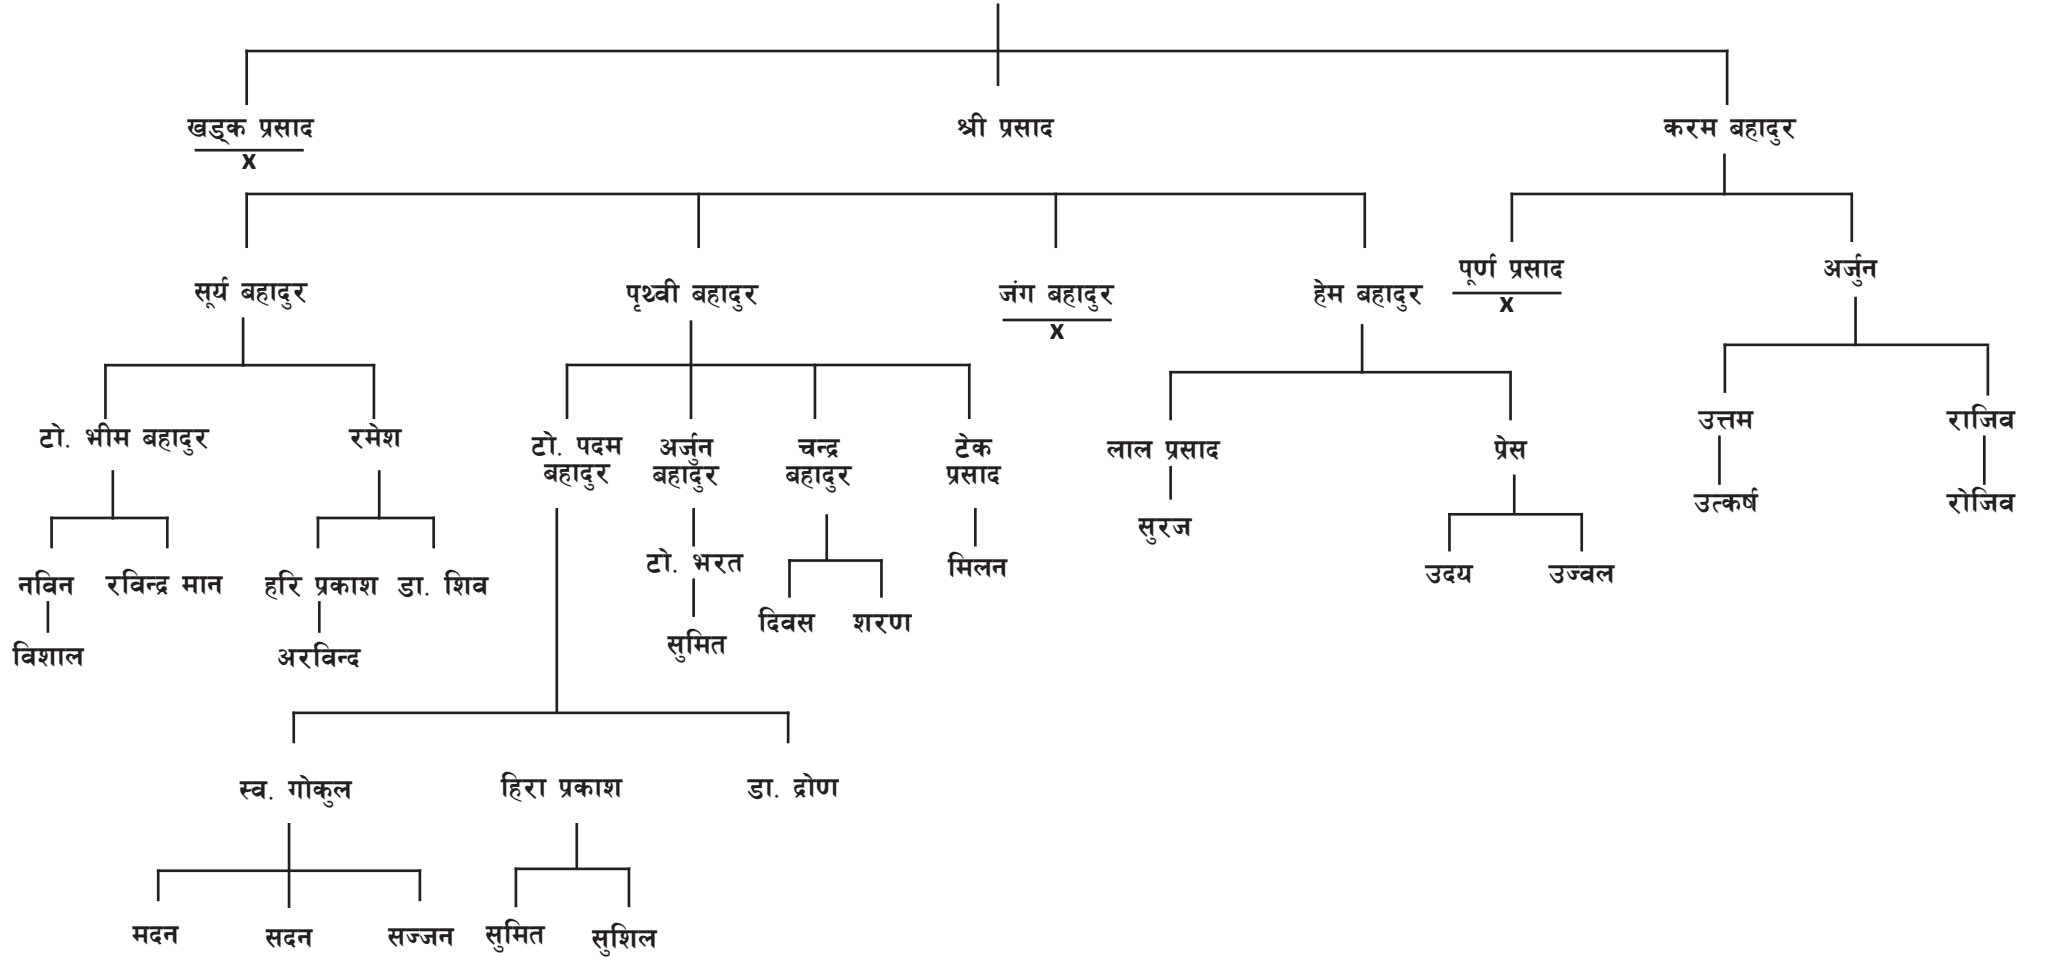 खड्क प्रसाद
x
श्री प्रसाद
करम बहादुर
सूर्य बहादुर
पृथ्वी बहादुर
जंग बहादुर
x
हेम बहादुर
पूर्ण प्रसाद
x
अर्जुन
टो. भीम बहादुर
रमेश
टो. पदम
बहादुर
अर्जुन
बहादुर
चन्द्र
बहादुर
टेक
प्रसाद
लाल प्रसाद
प्रेस
उत्तम
राजिव
उत्कर्ष
रोजिव
सुरज
उदय
उज्वल
नविन
रविन्द्र मान
हरि प्रकाश
डा. शिव
टो. भरत
मिलन
दिवस
शरण
सुमित
विशाल
अरविन्द
स्व. गोकुल
हिरा प्रकाश
डा. द्रोण
मदन
सदन
सज्जन
सुमित
सुशिल